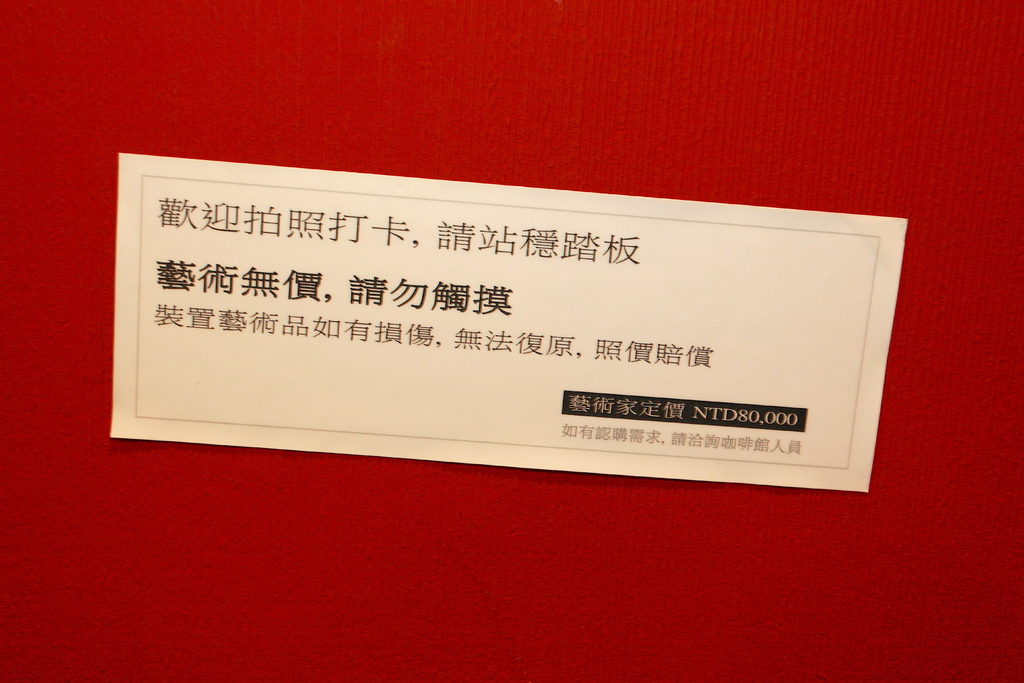 歡迎拍照打卡, 請站穩踏板
藝術無價, 請勿觸摸
裝置藝術品如有損傷, 無法復原, 照價賠償
藝術家定價 NTD80,000
如有認購需求, 請洽詢咖啡館人員